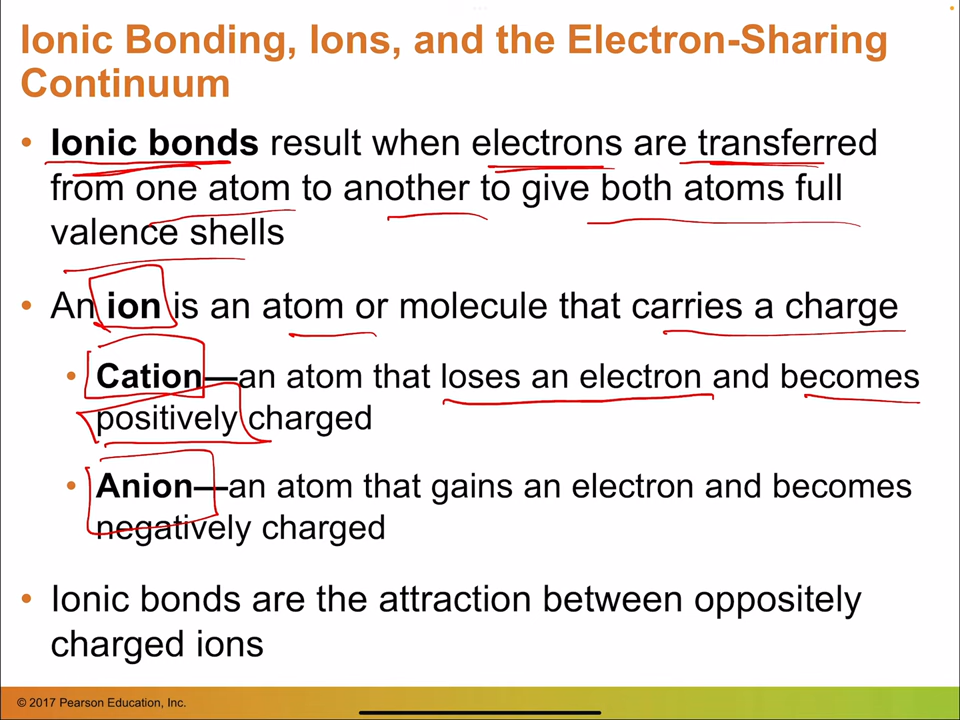 Ionic Bonding, Ions, and the Electron-Sharing
Continuum
• Ionic bonds result when electrons are transferred
from one atom to another to give both atoms full
valence shells
• An ion is an atom or molecule that carries a charge
• Cation—an atom that loses an electron and becomes
positively charged
• Anion—an atom that gains an electron and becomes
negatively charged
• Ionic bonds are the attraction between oppositely
charged ions
© 2017 Pearson Education, Inc.